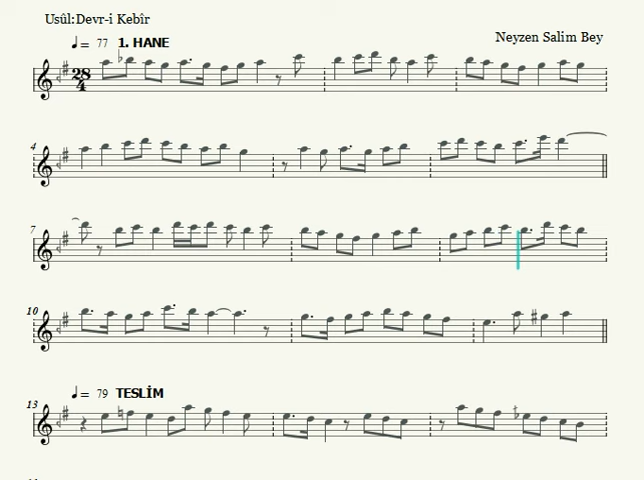 Usûl:Devr-i Kebîr
= 77 1. HANE
Neyzen Salim Bey
28
4
4
7
10
= 79 TESLİM
13